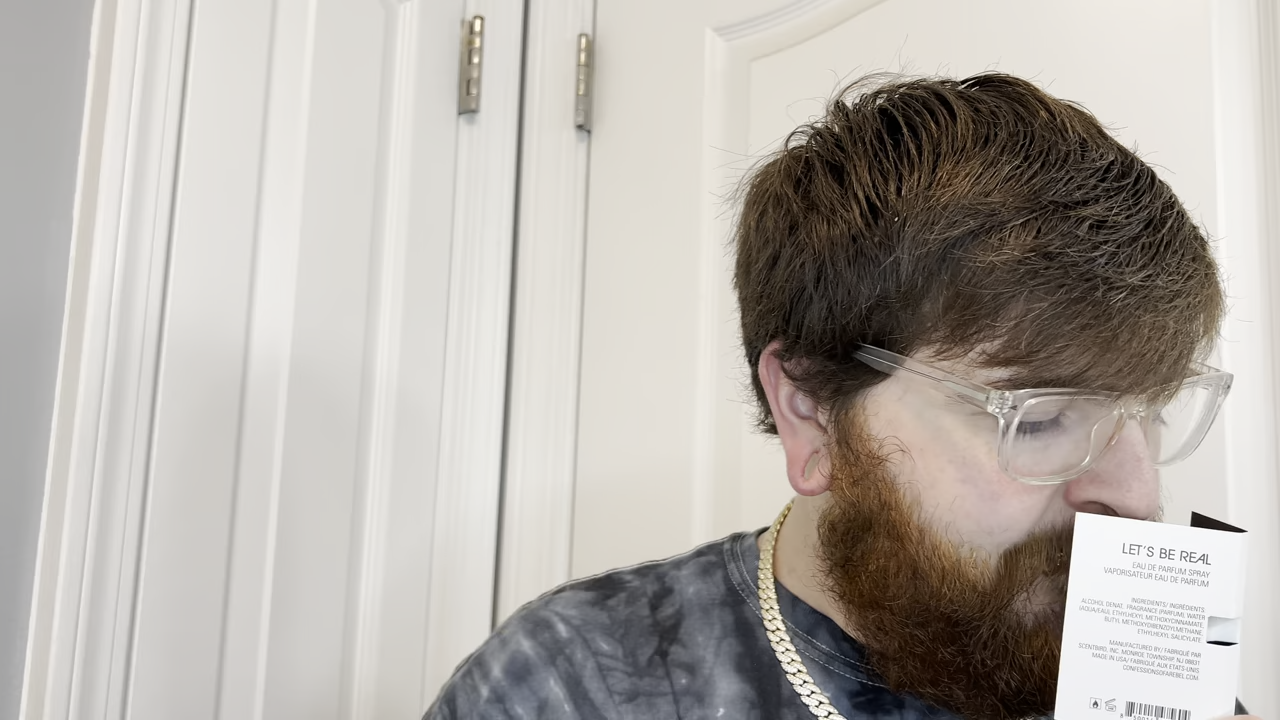 LET'S BE REAL
EAU DE PARFUM SPRAY
VAPORISATEUR EAU DE PARFUM
INGREDIENTS/ INGRÉDIENTS:
ALCOHOL DENAT. FRAGRANCE (PARFUM), WATER
(AQUA/EAU), ETHYLHEXYL METHOXYCINNAMATE,
BUTYL METHOXYDIBENZOYLMETHANE,
ETHYLHEXYL SALICYLATE
MANUFACTURED BY/ FABRIQUÉ PAR
SCENTBIRD, INC. MONROE TOWNSHIP, NJ 08831
MADE IN USA/ FABRIQUÉ AUX ÉTATS-UNIS
CONFESSIONSOFAREBEL.COM